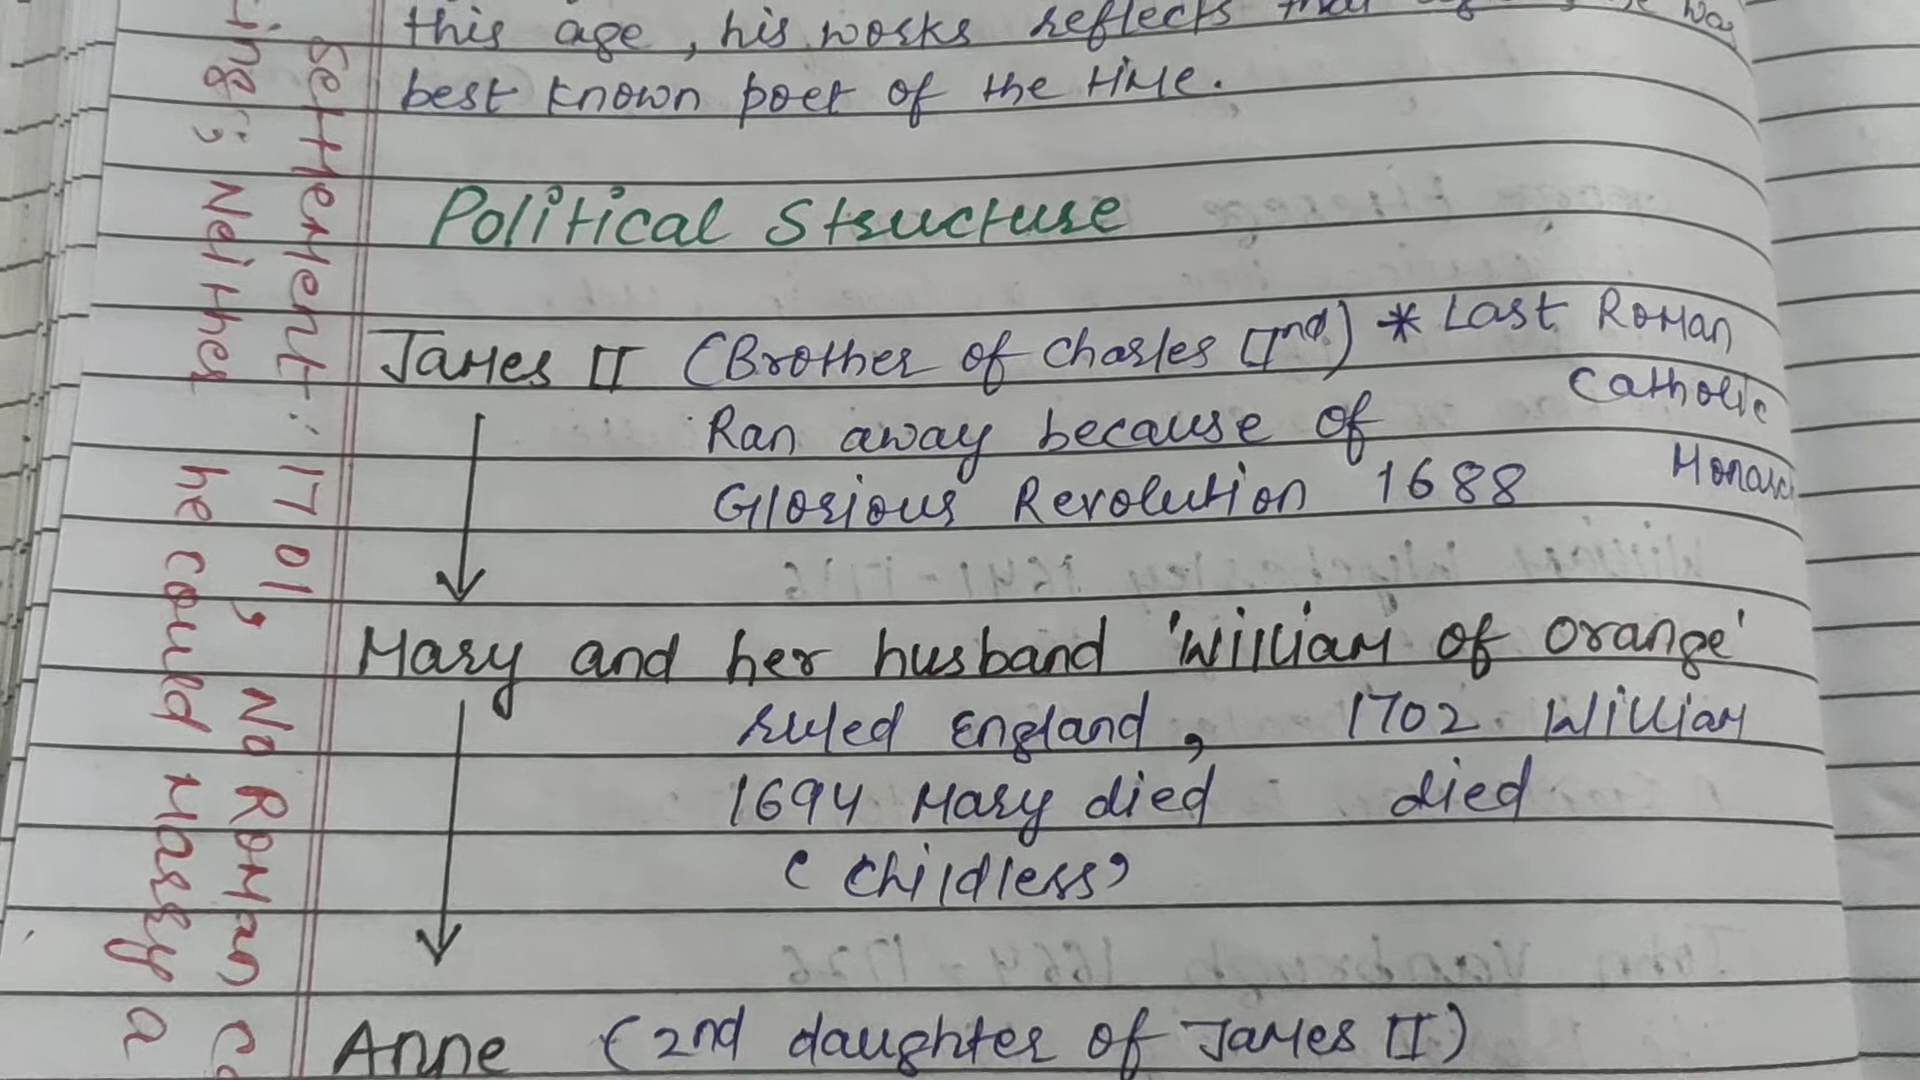 this age, his works reflects that
best known poet of the time.
Political Structure
James II (Brother of Charles IInd) * Last Roman
Catholic
Monarch
Ran away because of
Glorious Revolution 1688
Mary and her husband 'William of Orange'
ruled England, 1702 William
1694 Mary died died
(Childless)
Anne (2nd daughter of James II)
Settlement: 1701, No Roman
Neither he could Marry a